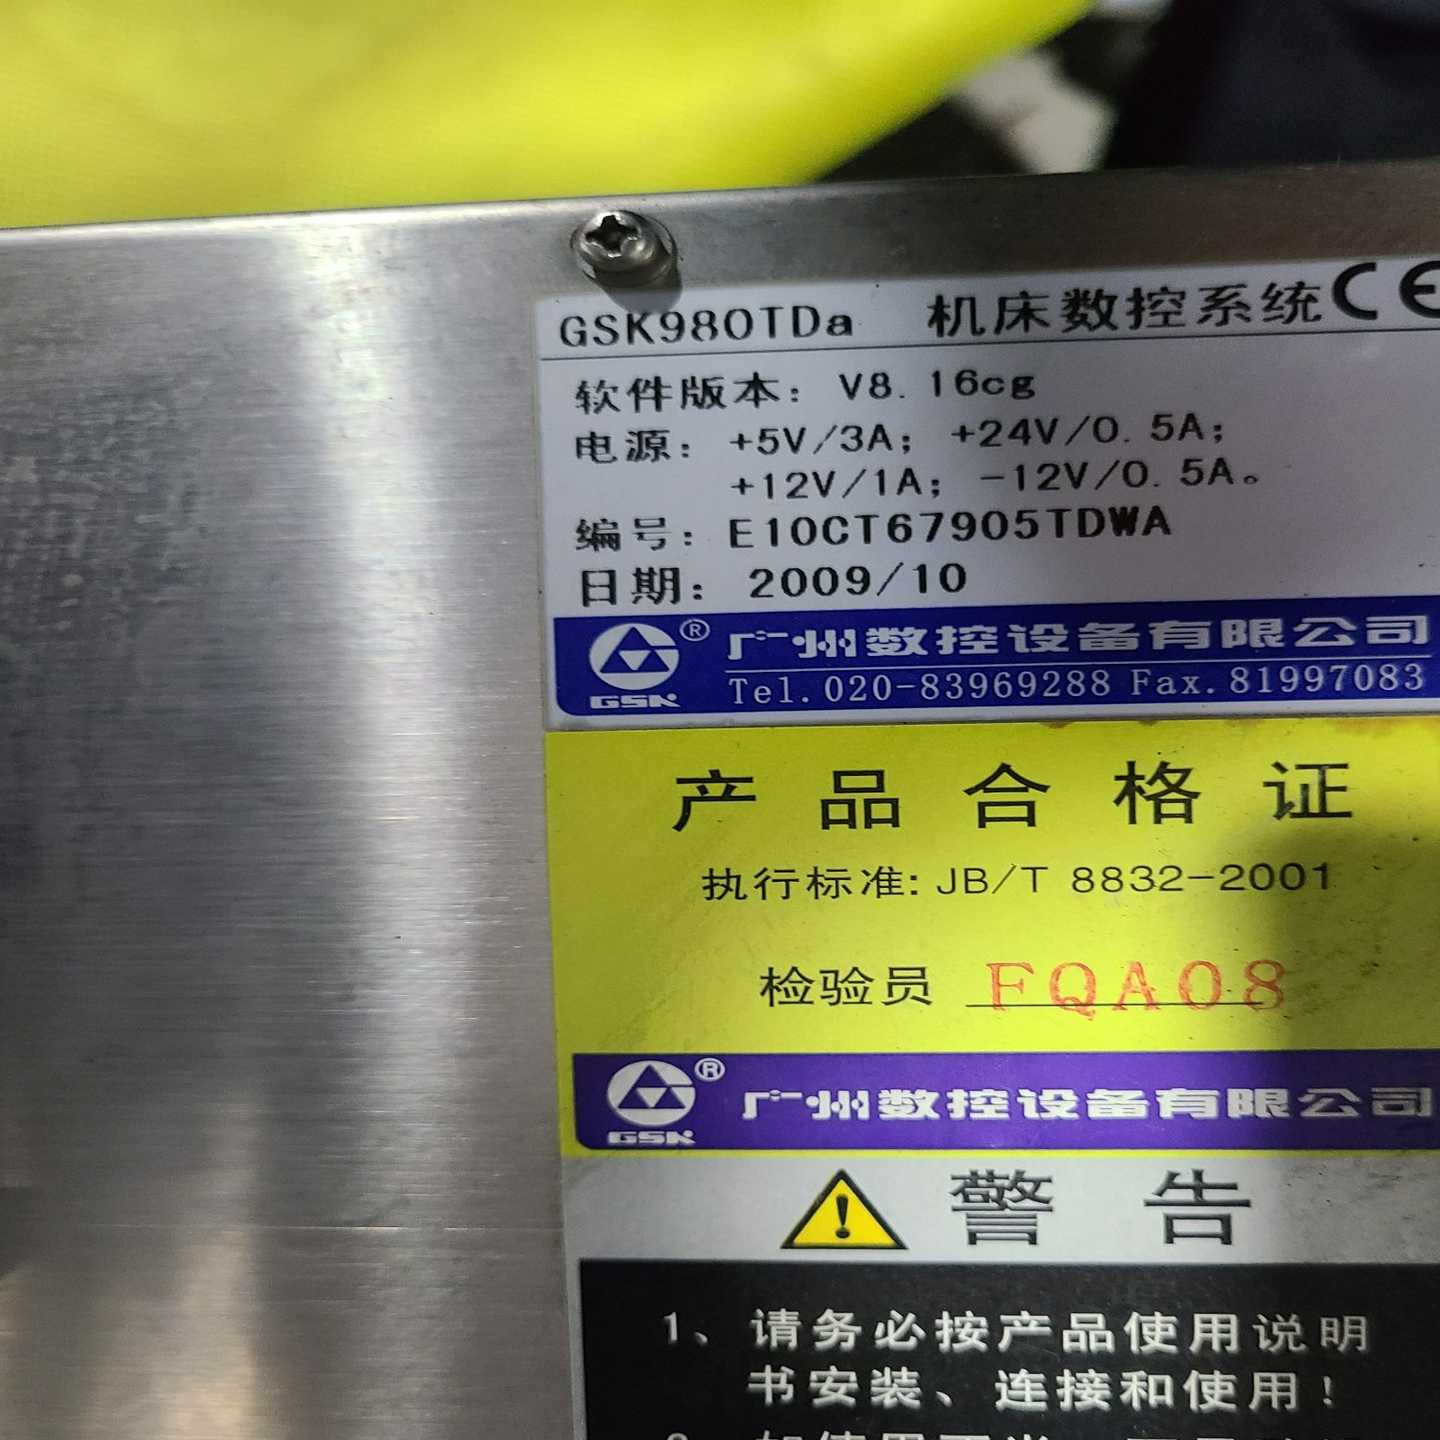 GSK980TDa 机床数控系统 CE
软件版本: V8.16cg
电源: +5V/3A; +24V/0.5A;
+12V/1A; -12V/0.5A。
编号: E10CT67905TDWA
日期: 2009/10
GSK ® 广州数控设备有限公司
Tel.020-83969288 Fax.81997083
产品合格证
执行标准: JB/T 8832-2001
检验员 FQA08
GSK ® 广州数控设备有限公司
警告
1、请务必按产品使用说明
书安装、连接和使用!